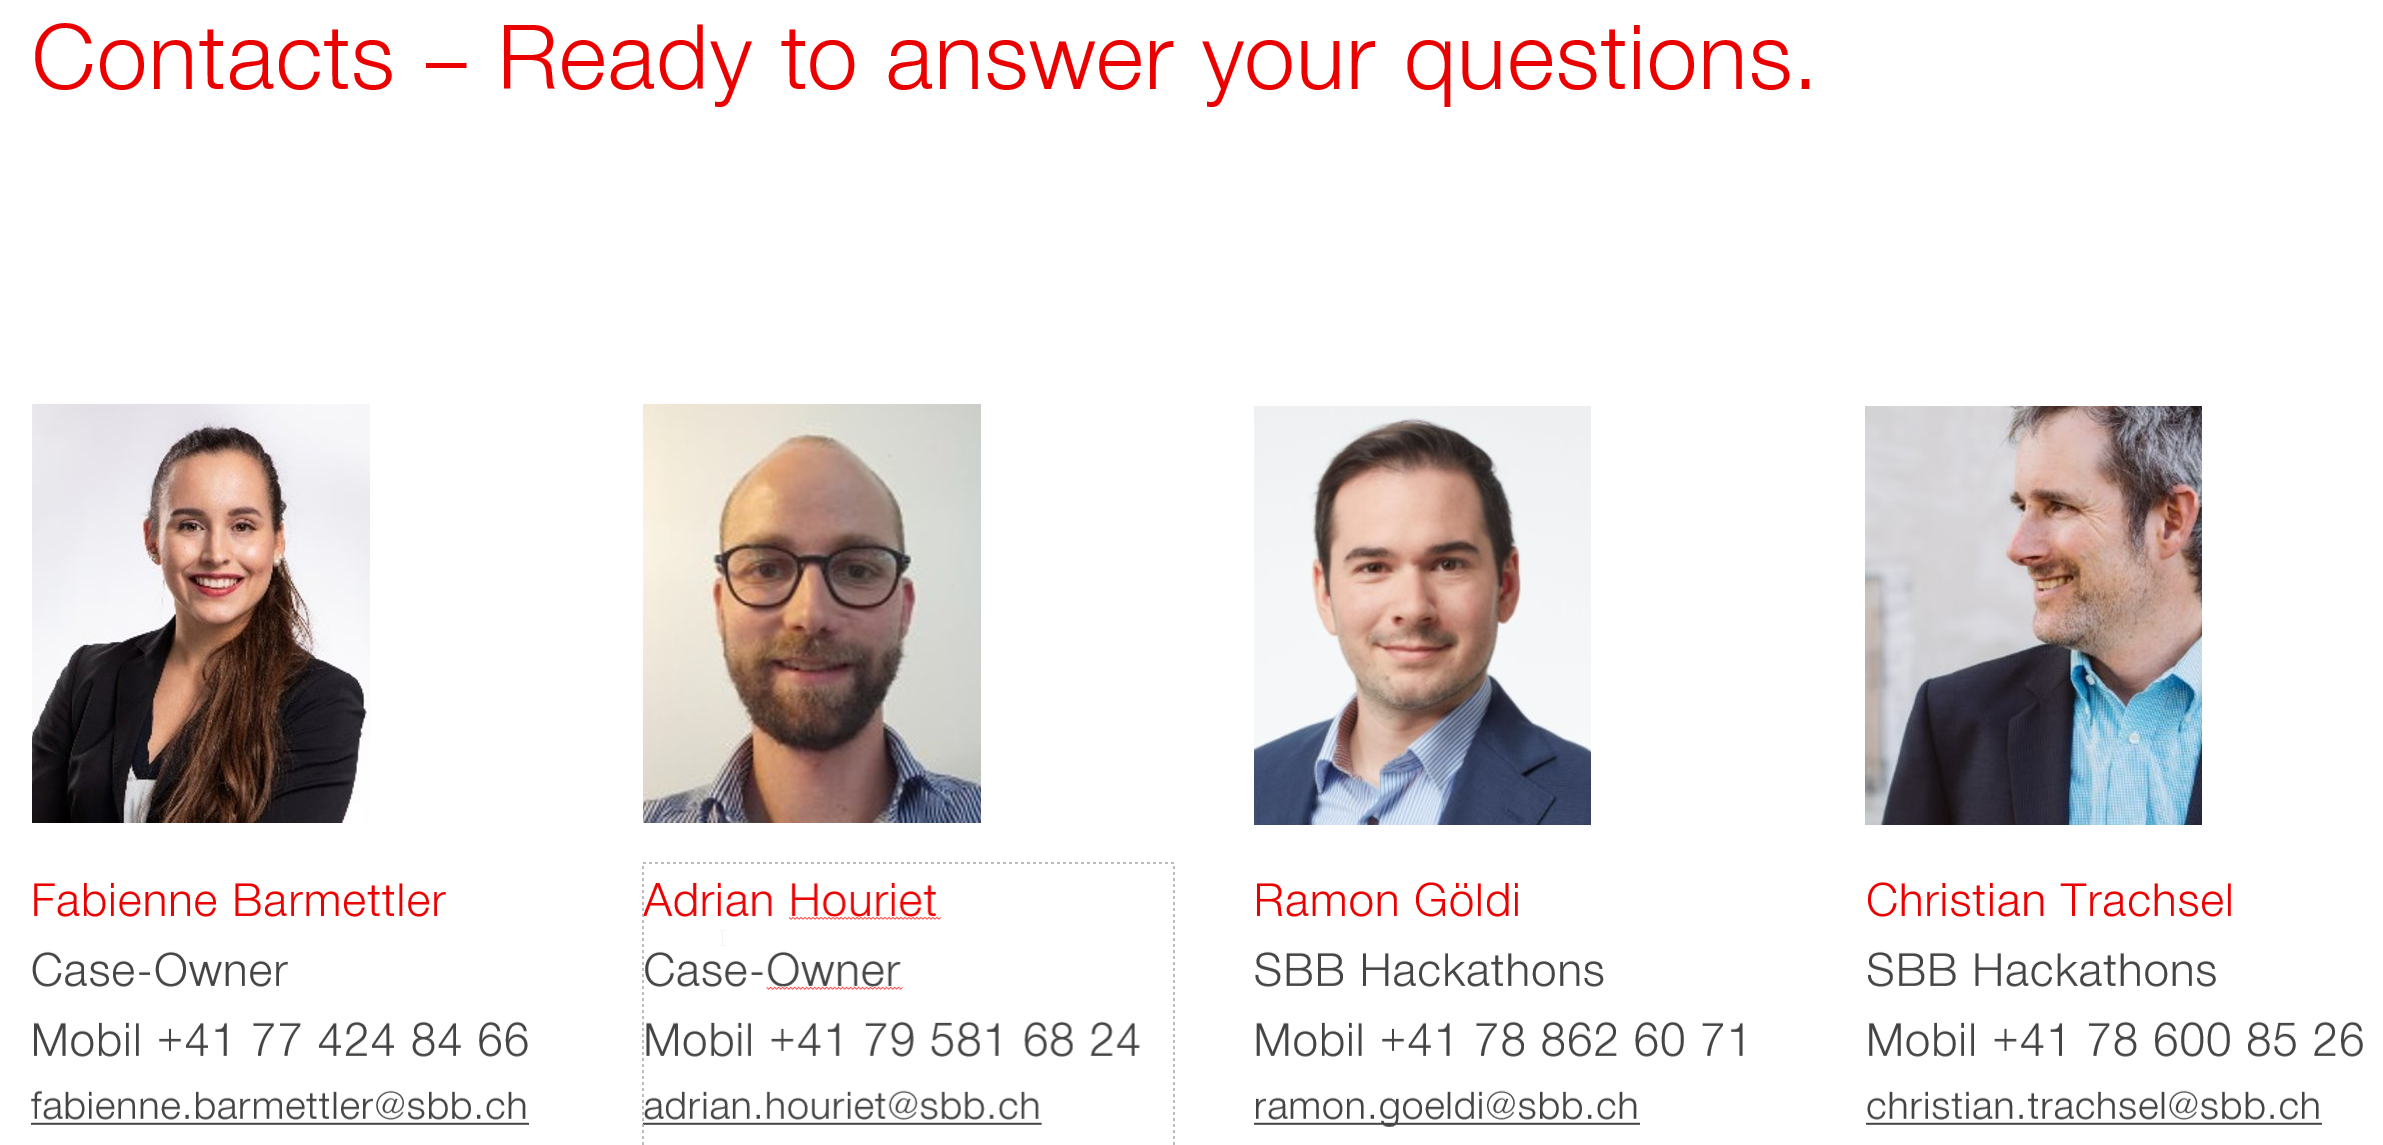 Contacts – Ready to answer your questions.
Fabienne Barmettler
Case-Owner
Mobil +41 77 424 84 66
fabienne.barmettler@sbb.ch
Adrian Houriet
Case-Owner
Mobil +41 79 581 68 24
adrian.houriet@sbb.ch
Ramon Göldi
SBB Hackathons
Mobil +41 78 862 60 71
ramon.goeldi@sbb.ch
Christian Trachsel
SBB Hackathons
Mobil +41 78 600 85 26
christian.trachsel@sbb.ch